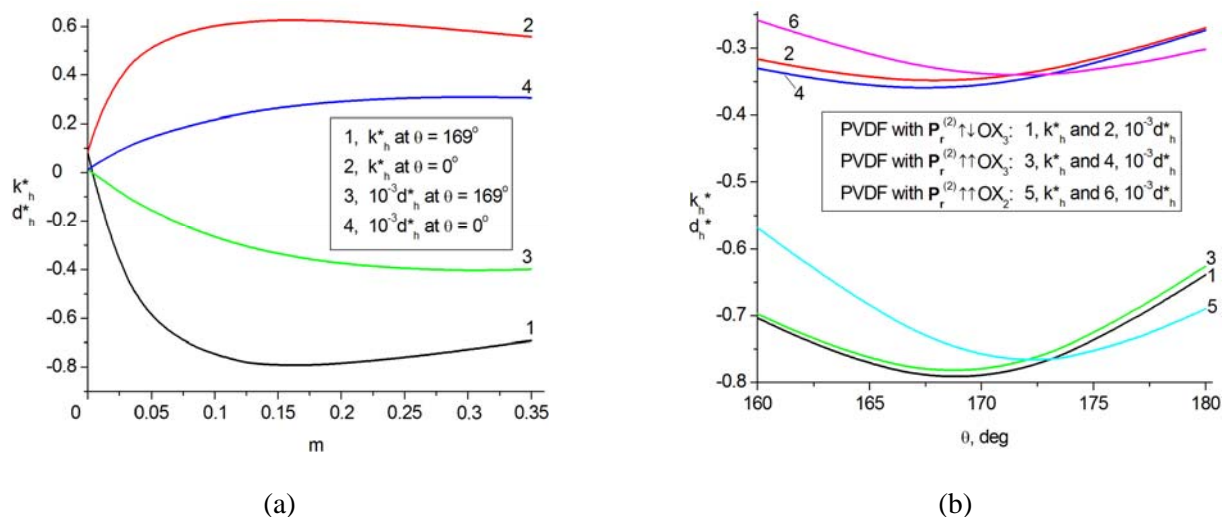 0.6
0.4
0.2
0
-0.2
-0.4
-0.6
-0.8
k*h
d*h
2
4
3
1
1, k*h at θ = 169°
2, k*h at θ = 0°
3, 10⁻³d*h at θ = 169°
4, 10⁻³d*h at θ = 0°
0 0.05 0.1 0.15 0.2 0.25 0.3 0.35
m
(a)
-0.3
-0.4
-0.5
-0.6
-0.7
-0.8
kh*
dh*
6
2
4
1
3
1
5
PVDF with Pr(2)↑↓OX3: 1, k*h and 2, 10⁻³d*h
PVDF with Pr(2)↑↑OX3: 3, k*h and 4, 10⁻³d*h
PVDF with Pr(2)↑↑OX2: 5, k*h and 6, 10⁻³d*h
160 165 170 175 180
θ, deg
(b)